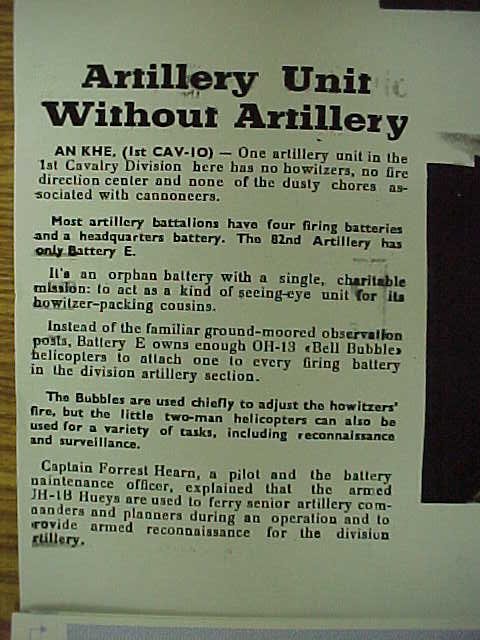 Artillery Unit
Without Artillery
AN KHE, (1st CAV-IO) — One artillery unit in the
1st Cavalry Division here has no howitzers, no fire
direction center and none of the dusty chores as-
sociated with cannoneers.
Most artillery battalions have four firing batteries
and a headquarters battery. The 82nd Artillery has
only Battery E.
It's an orphan battery with a single, charitable
mission: to act as a kind of seeing-eye unit for its
howitzer-packing cousins.
Instead of the familiar ground-moored observation
posts, Battery E owns enough OH-13 «Bell Bubble»
helicopters to attach one to every firing battery
in the division artillery section.
The Bubbles are used chiefly to adjust the howitzers'
fire, but the little two-man helicopters can also be
used for a variety of tasks, including reconnaissance
and surveillance.
Captain Forrest Hearn, a pilot and the battery
maintenance officer, explained that the armed
JH-1B Hueys are used to ferry senior artillery com-
manders and planners during an operation and to
provide armed reconnaissance for the division
rtillery.